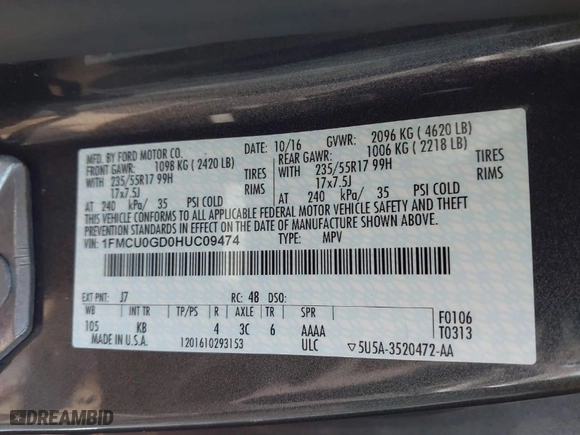 MFD. BY FORD MOTOR CO.
DATE: 10/16 GVWR: 2096 KG (4620 LB)
FRONT GAWR: 1098 KG (2420 LB) REAR GAWR: 1006 KG (2218 LB)
WITH 235/55R17 99H TIRES WITH 235/55R17 99H TIRES
17x7.5J RIMS 17x7.5J RIMS
AT 240 kPa/ 35 PSI COLD AT 240 kPa/ 35 PSI COLD
THIS VEHICLE CONFORMS TO ALL APPLICABLE FEDERAL MOTOR VEHICLE SAFETY AND THEFT
PREVENTION STANDARDS IN EFFECT ON THE DATE OF MANUFACTURE SHOWN ABOVE.
VIN: 1FMCU0GD0HUC09474 TYPE: MPV
EXT PNT: J7 RC: 48 DSO:
WB INT TR TP/PS R AXLE TR SPR
105 KB 4 3C 6 AAAA
F0106
T0313
MADE IN U.S.A. 1201610293153 ULC ▽5U5A-3520472-AA
DREAMBID